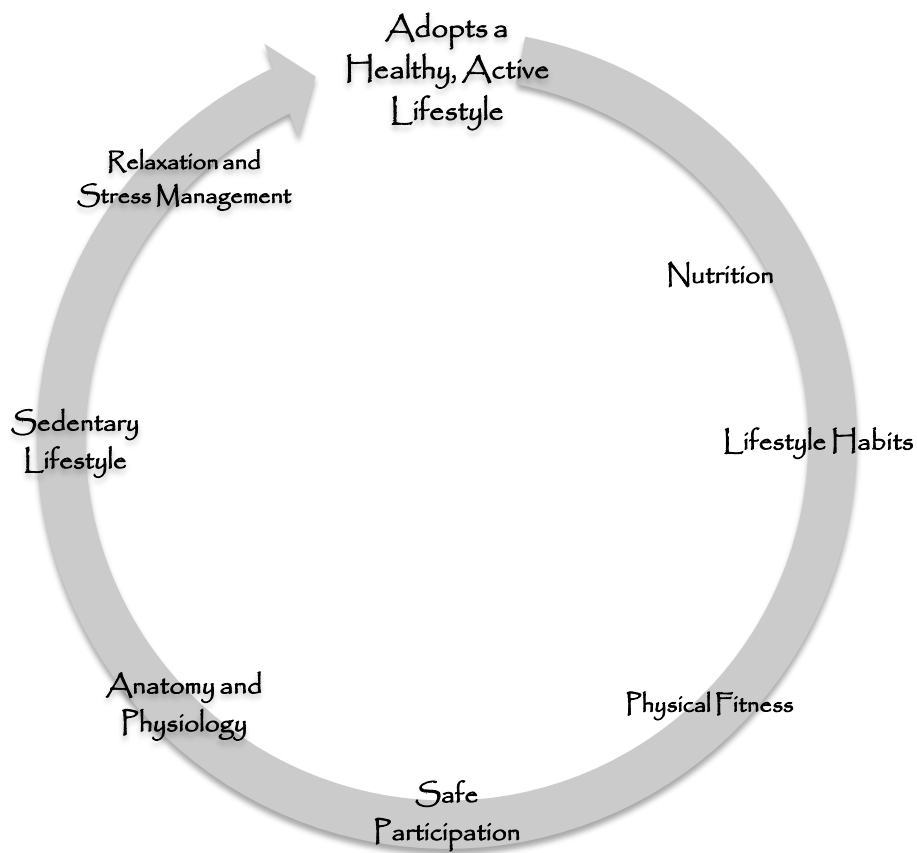 Adopts a
Healthy, Active
Lifestyle
Nutrition
Lifestyle Habits
Physical Fitness
Safe
Participation
Anatomy and
Physiology
Sedentary
Lifestyle
Relaxation and
Stress Management